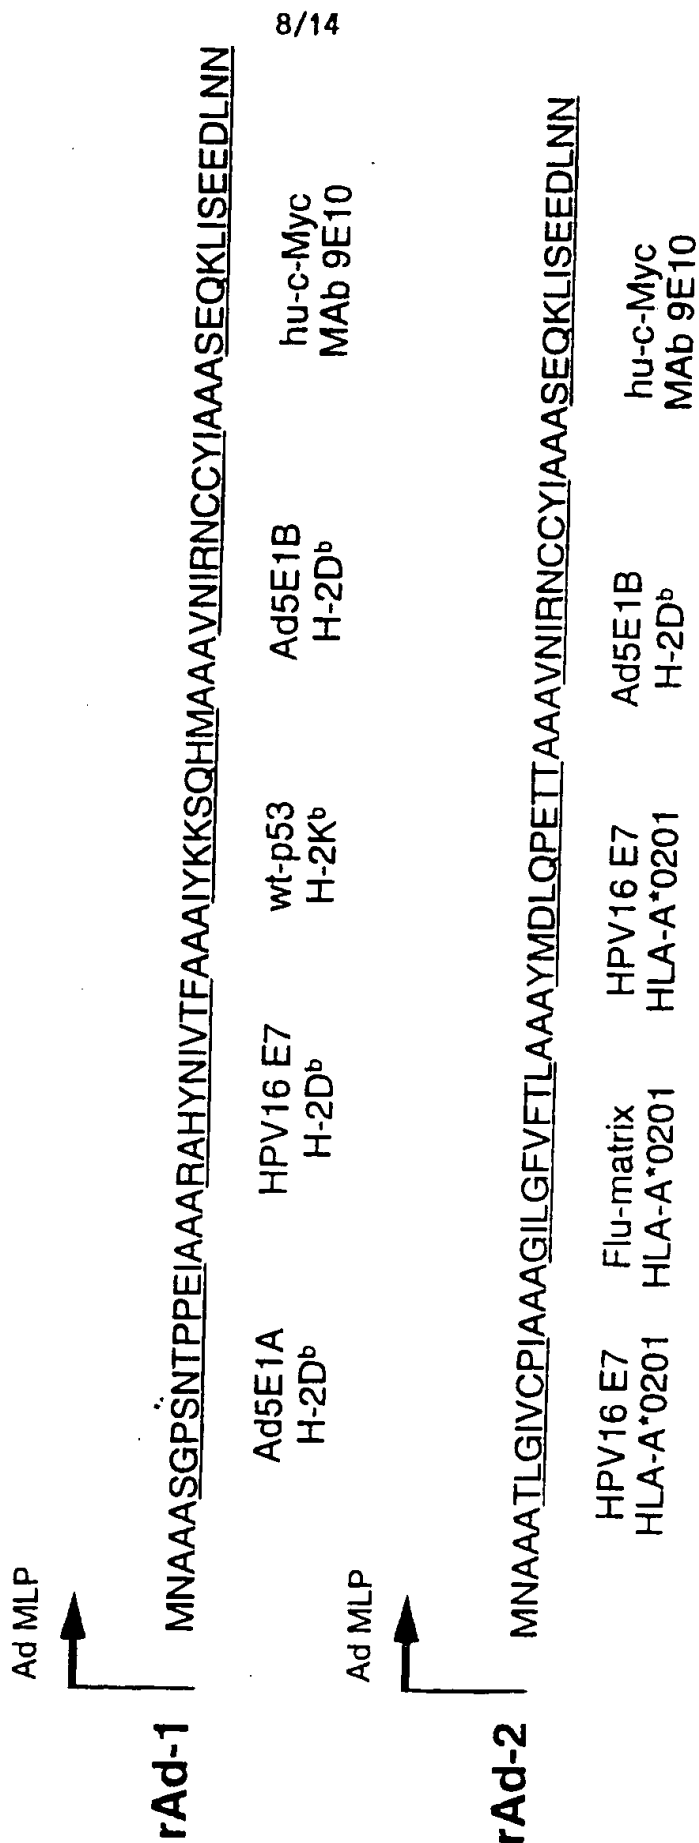 8/14
Ad MLP
rAd-1
MNAAASGPSNTPPEIAAARAHYNIVTFAAAIYKKSQHMAAAVNIRNCCYIAAASEQKLISEEDLNN
Ad5E1A HPV16 E7 wt-p53 Ad5E1B hu-c-Myc
H-2Dᵇ H-2Dᵇ H-2Kᵇ H-2Dᵇ MAb 9E10
Ad MLP
rAd-2
MNAAATLGIVCPIAAAGILGFVFTLAAAYMDLQPETTAAAVNIRNCCYIAAASEQKLISEEDLNN
HPV16 E7 Flu-matrix HPV16 E7 Ad5E1B hu-c-Myc
HLA-A*0201 HLA-A*0201 HLA-A*0201 H-2Dᵇ MAb 9E10